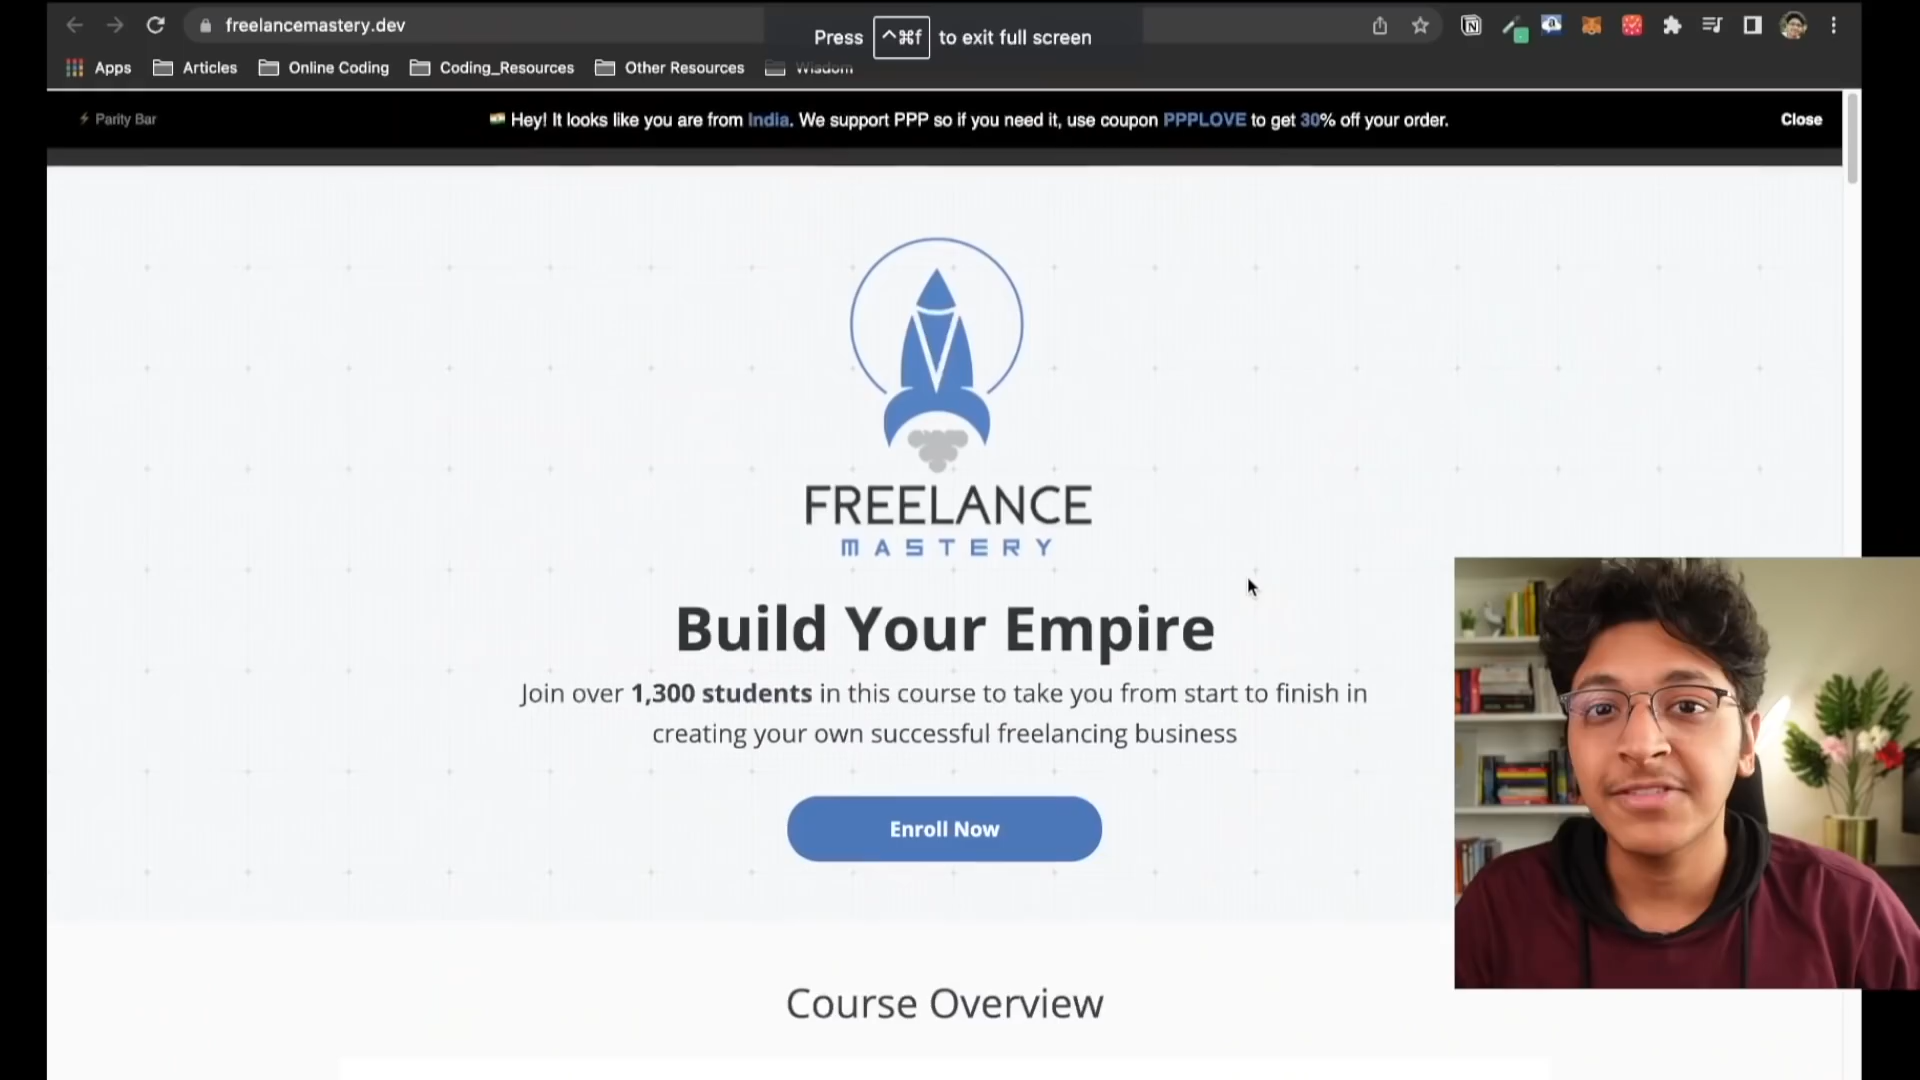 freelancemastery.dev
Press ^⌘f to exit full screen
Apps Articles Online Coding Coding_Resources Other Resources Wisdom
Parity Bar
Hey! It looks like you are from India. We support PPP so if you need it, use coupon PPPLOVE to get 30% off your order.
Close
FREELANCE
MASTERY
Build Your Empire
Join over 1,300 students in this course to take you from start to finish in
creating your own successful freelancing business
Enroll Now
Course Overview